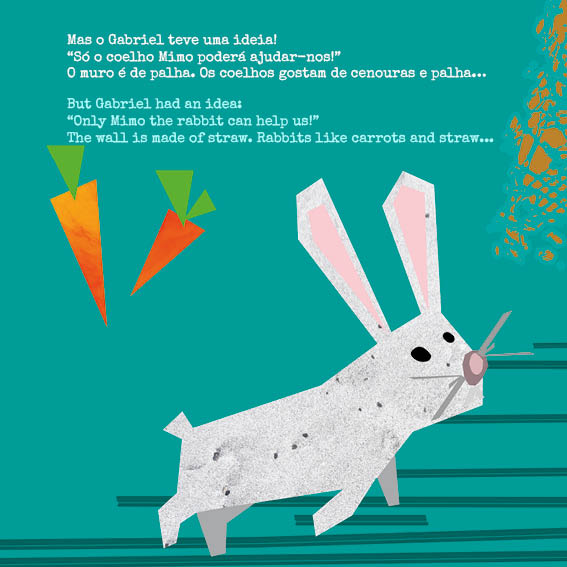 Mas o Gabriel teve uma ideia!
“Só o coelho Mimo poderá ajudar-nos!”
O muro é de palha. Os coelhos gostam de cenouras e palha...
But Gabriel had an idea:
“Only Mimo the rabbit can help us!”
The wall is made of straw. Rabbits like carrots and straw...